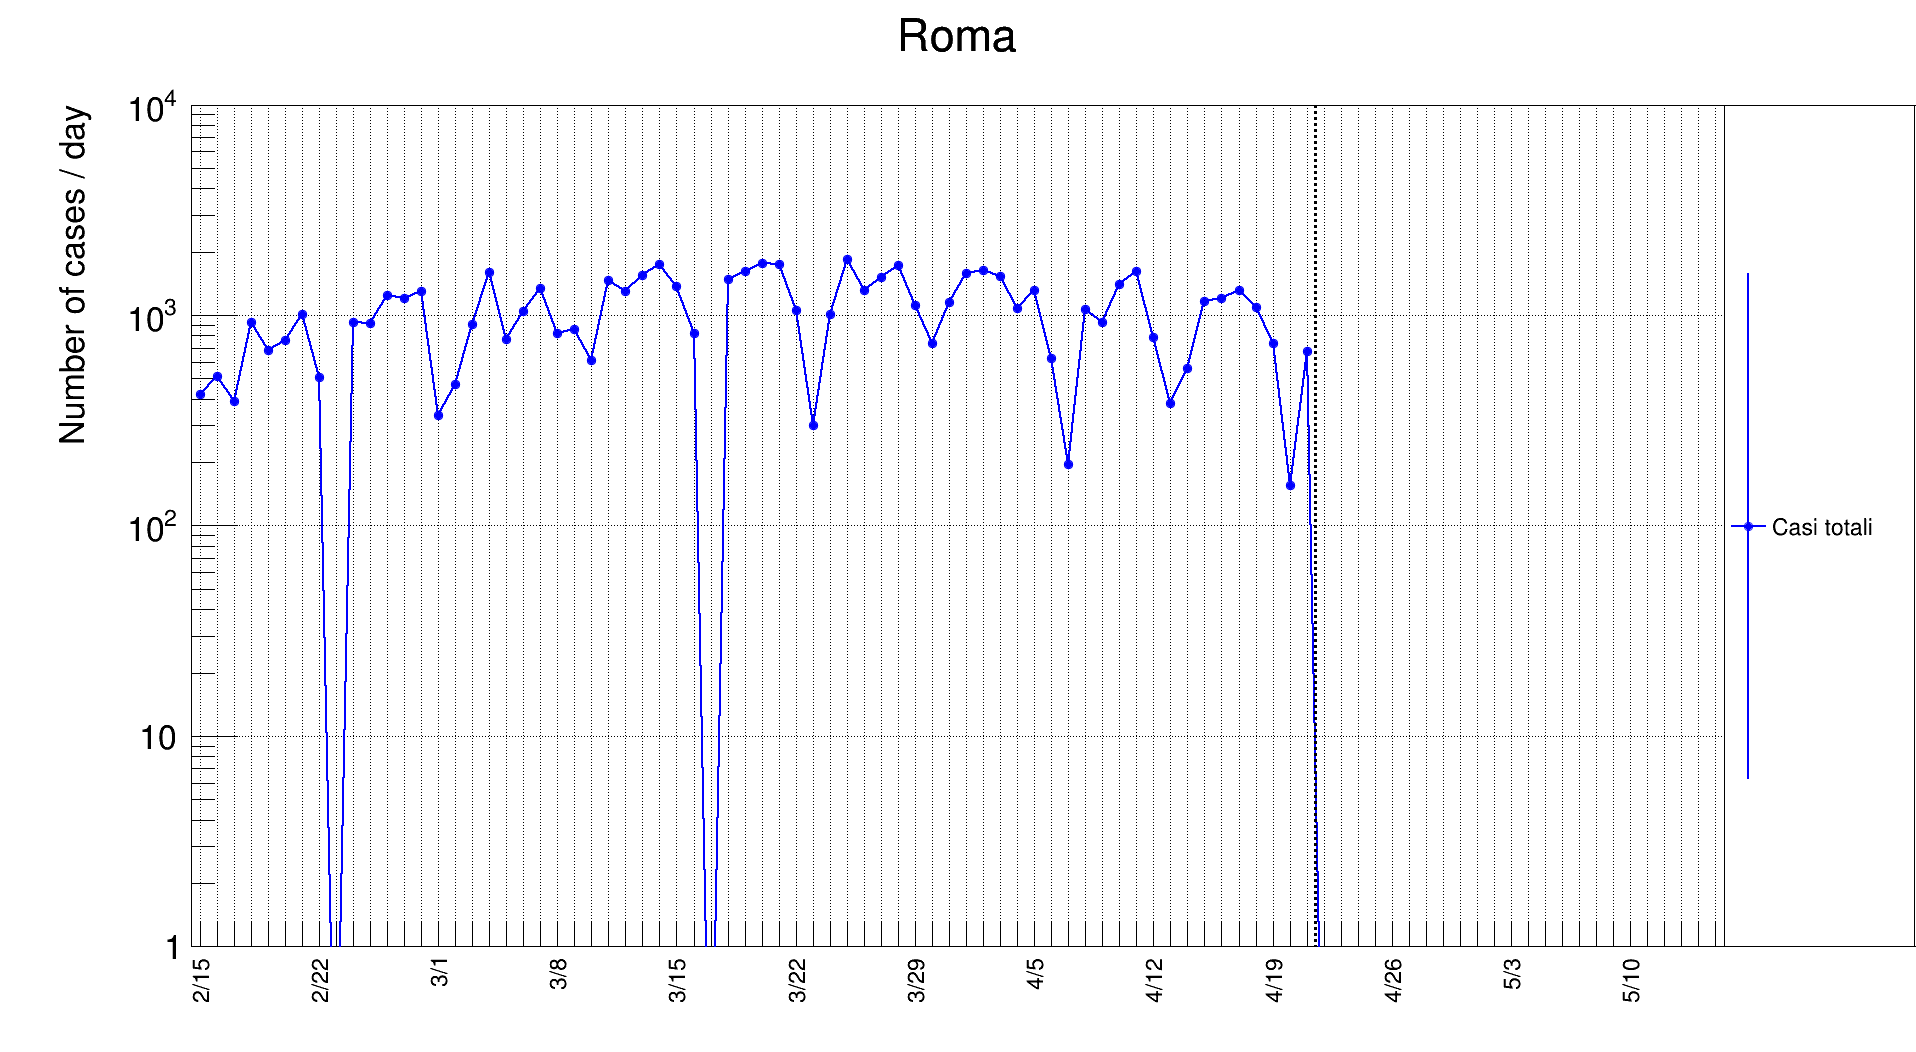 Roma
Number of cases / day
10^4
10^3
10^2
10
1
2/15 2/22 3/1 3/8 3/15 3/22 3/29 4/5 4/12 4/19 4/26 5/3 5/10
Casi totali